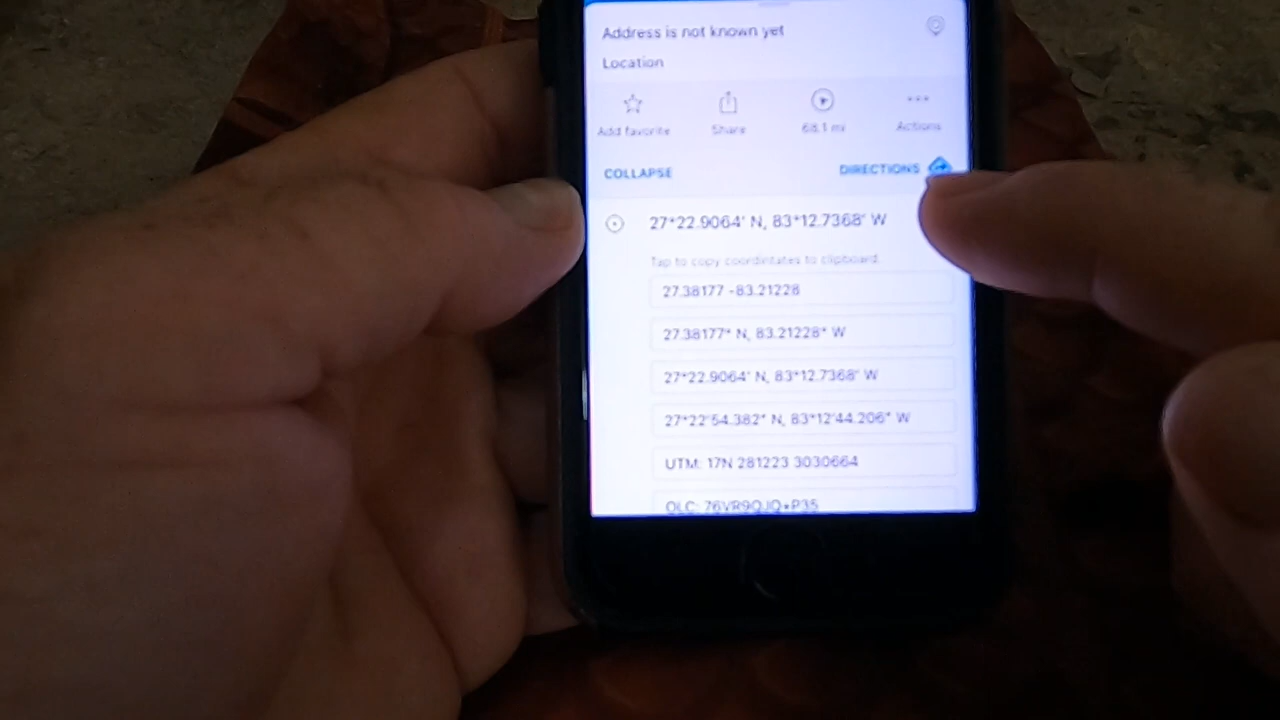 Address is not known yet
Location
Add favorite Share 68.1 mi Actions
COLLAPSE DIRECTIONS
27°22.9064' N, 83°12.7368' W
Tap to copy coordintates to clipboard.
27.38177 -83.21228
27.38177° N, 83.21228° W
27°22.9064' N, 83°12.7368' W
27°22'54.382" N, 83°12'44.206" W
UTM: 17N 281223 3030664
OLC: 76VR9QJQ+P35